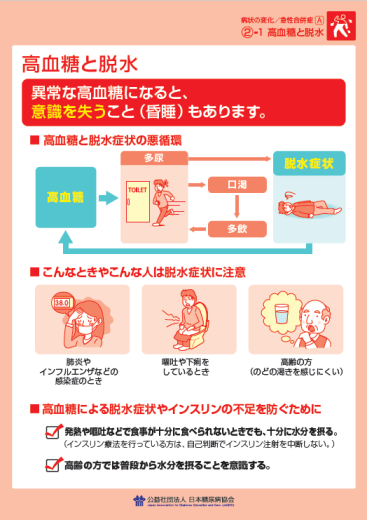 病状の変化／急性合併症 A
②-1 高血糖と脱水
高血糖と脱水
異常な高血糖になると、
意識を失うこと（昏睡）もあります。
■ 高血糖と脱水症状の悪循環
多尿
脱水症状
TOILET
口渇
高血糖
多飲
■ こんなときやこんな人は脱水症状に注意
38.0
肺炎や
インフルエンザなどの
感染症のとき
嘔吐や下痢を
しているとき
高齢の方
（のどの渇きを感じにくい）
■ 高血糖による脱水症状やインスリンの不足を防ぐために
発熱や嘔吐などで食事が十分に食べられないときでも、十分に水分を摂る。
（インスリン療法を行っている方は、自己判断でインスリン注射を中断しない。）
高齢の方では普段から水分を摂ることを意識する。
公益社団法人 日本糖尿病協会